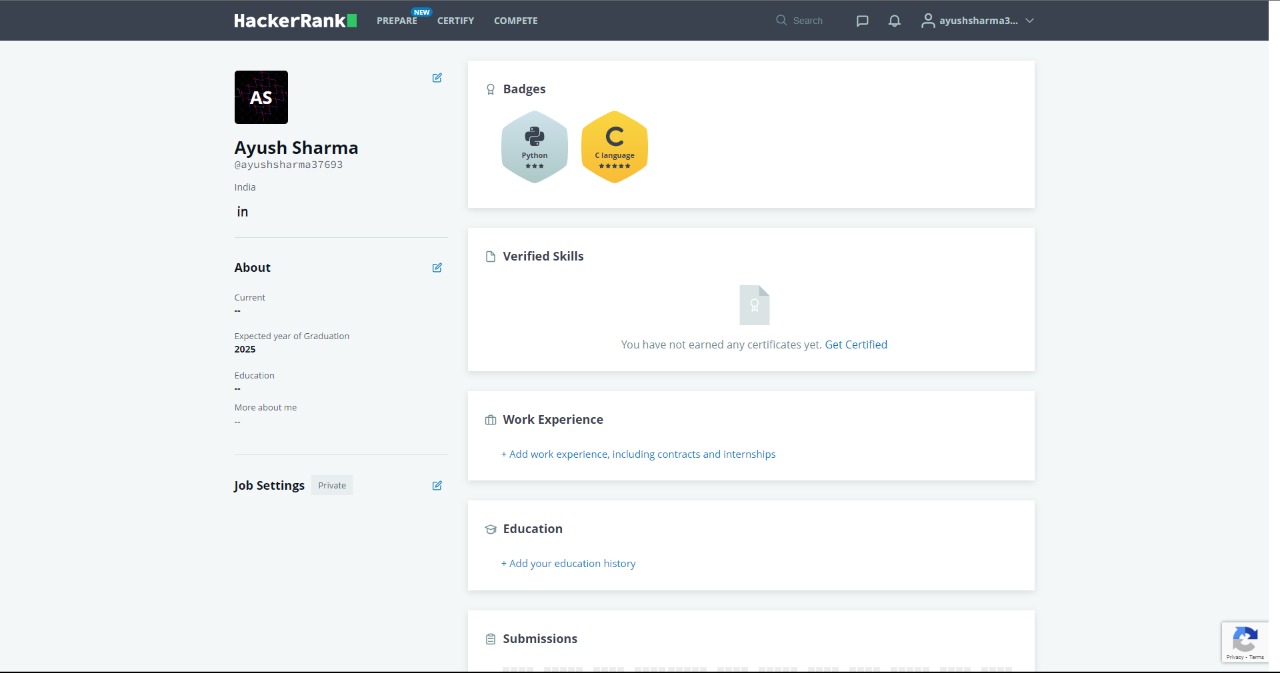 HackerRank
PREPARE
NEW
CERTIFY
COMPETE
Search
ayushsharma3...
AS
Ayush Sharma
@ayushsharma37693
India
in
About
Current
--
Expected year of Graduation
2025
Education
--
More about me
--
Job Settings
Private
Badges
Python
C
C language
Verified Skills
You have not earned any certificates yet. Get Certified
Work Experience
+ Add work experience, including contracts and internships
Education
+ Add your education history
Submissions
Privacy - Terms